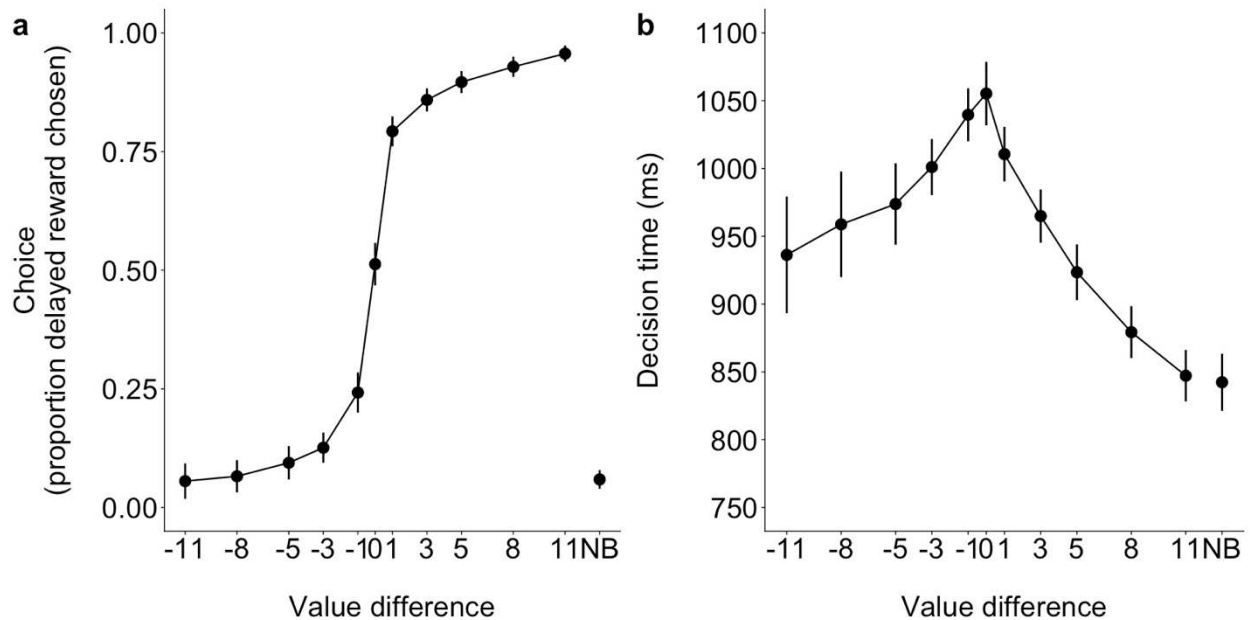 a
Choice
(proportion delayed reward chosen)
1.00
0.75
0.50
0.25
0.00
-11 -8 -5 -3 -1 0 1 3 5 8 11 NB
Value difference
b
Decision time (ms)
1100
1050
1000
950
900
850
800
750
-11 -8 -5 -3 -1 0 1 3 5 8 11 NB
Value difference